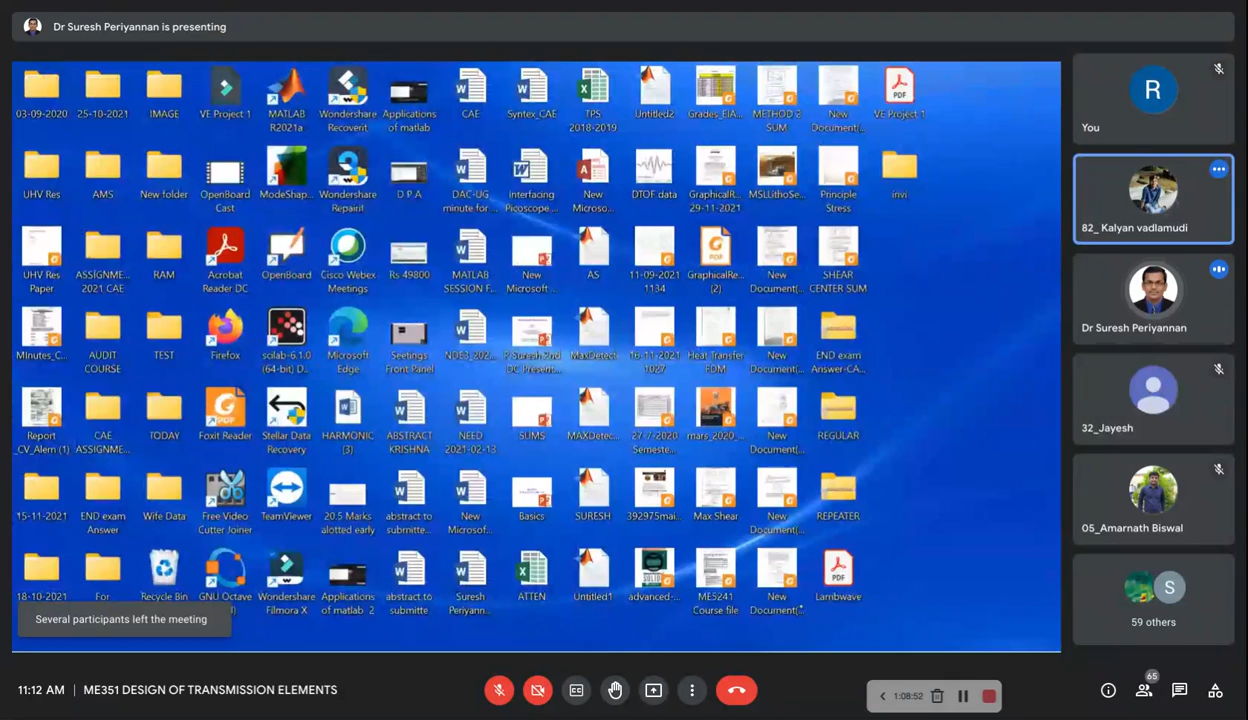 Dr Suresh Periyannan is presenting
03-09-2020
25-10-2021
IMAGE
VE Project 1
MATLAB
R2021a
Wondershare
Recoverit
Applications
of matlab
CAE
Syntex_CAE
TPS
2018-2019
Untitled2
Grades_EIA...
METHOD 2
SUM
New
Document(...
VE Project 1
UHV Res
AMS
New folder
OpenBoard
Cast
ModeShap...
Wondershare
Repairit
D P A
DAC-UG
minute for ...
Interfacing
Picoscope ...
New
Microso...
DTOF data
GraphicalR...
29-11-2021
MSLLithoSe...
Principle
Stress
invi
UHV Res
Paper
ASSIGNME...
2021 CAE
RAM
Acrobat
Reader DC
OpenBoard
Cisco Webex
Meetings
Rs 49800
MATLAB
SESSION F...
New
Microsoft ...
AS
11-09-2021
1134
GraphicalRe...
(2)
New
Document(...
SHEAR
CENTER SUM
Minutes_C...
AUDIT
COURSE
TEST
Firefox
scilab-6.1.0
(64-bit) D...
Microsoft
Edge
Seetings
Front Panel
NDE3_202...
P.Suresh 2nd
DC Present...
MaxDetect
16-11-2021
1027
Heat Transfer
FDM
New
Document(...
END exam
Answer-CA...
Report
_CV_Alem (1)
CAE
ASSIGNME...
TODAY
Foxit Reader
Stellar Data
Recovery
HARMONIC
(3)
ABSTRACT
KRISHNA
NEED
2021-02-13
SUMS
MAXDetec...
27-7-2020
Semeste...
mars_2020_...
New
Document(...
REGULAR
15-11-2021
END exam
Answer
Wife Data
Free Video
Cutter Joiner
TeamViewer
20.5 Marks
alotted early
abstract to
submitte...
New
Microsof...
Basics
SURESH
392975mai...
Max Shear
New
Document(...
REPEATER
18-10-2021
For
Recycle Bin
GNU Octave
Wondershare
Filmora X
Applications
of matlab 2
abstract to
submitte
Suresh
Periyann...
ATTEN
Untitled1
advanced-...
ME5241
Course file
New
Document(...
Lambwave
Several participants left the meeting
R
You
82_ Kalyan vadlamudi
Dr Suresh Periyannan
32_Jayesh
05_Amarnath Biswal
S
59 others
11:12 AM | ME351 DESIGN OF TRANSMISSION ELEMENTS
1:08:52
65